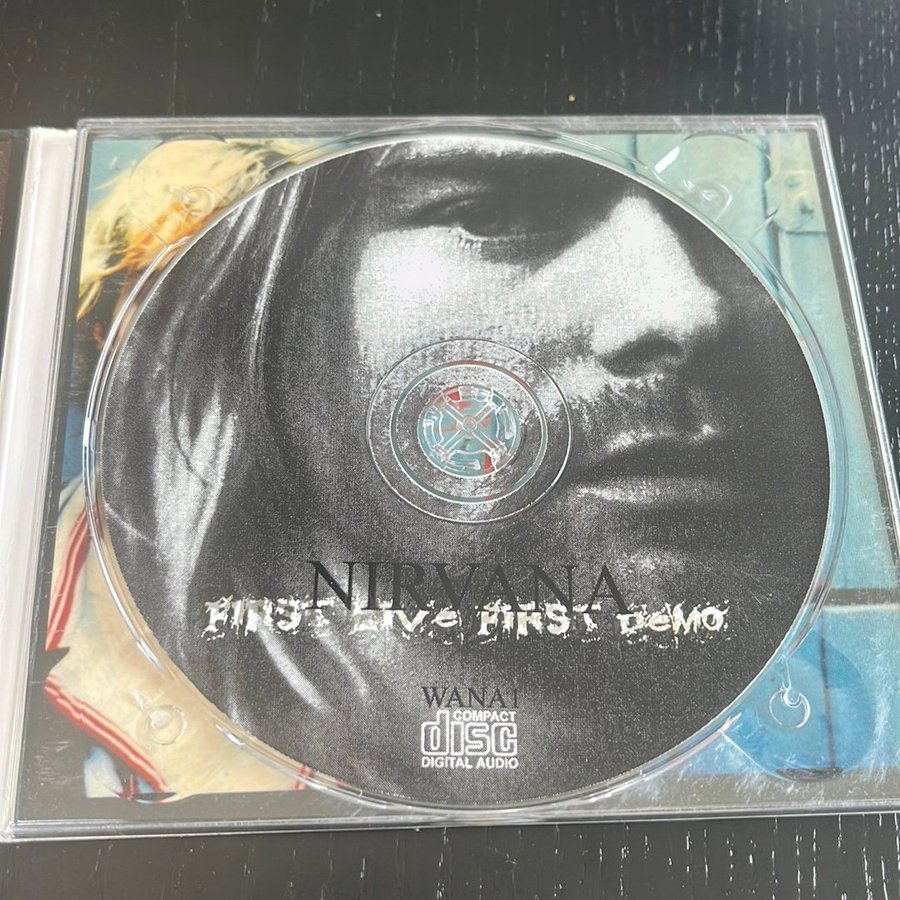 NIRVANA
FIRST LIVE FIRST DEMO
WANA1
COMPACT
disc
DIGITAL AUDIO